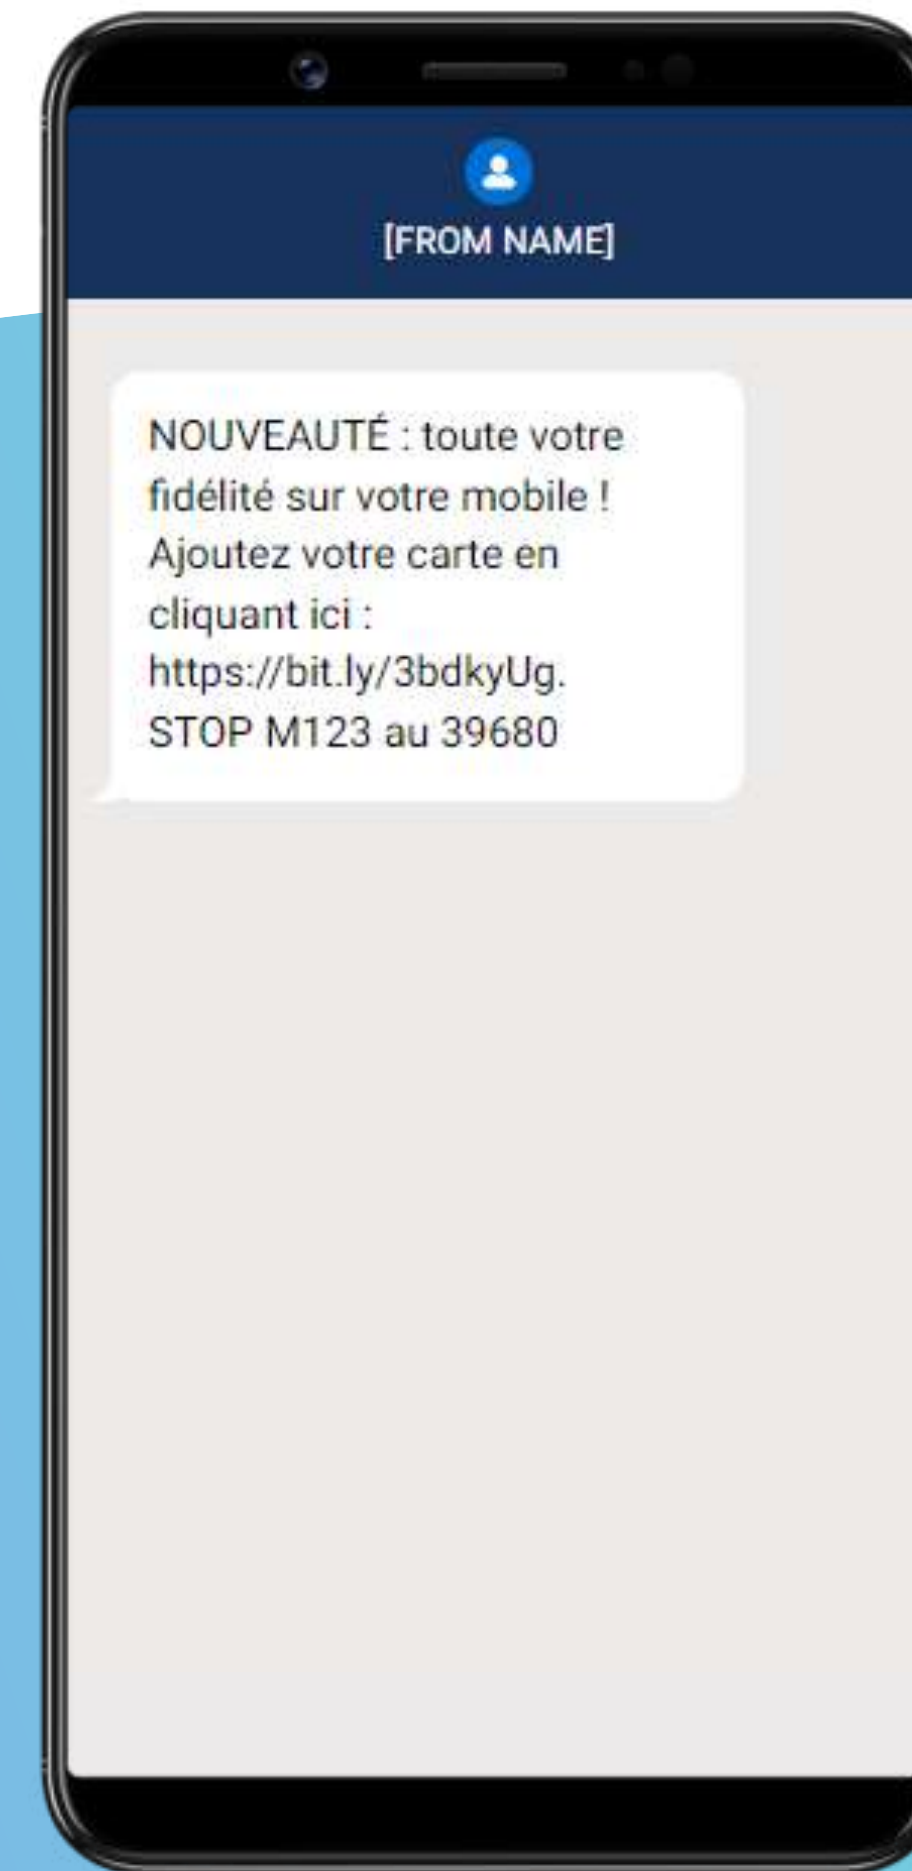 [FROM NAME]
NOUVEAUTÉ : toute votre
fidélité sur votre mobile !
Ajoutez votre carte en
cliquant ici :
https://bit.ly/3bdkyUg.
STOP M123 au 39680